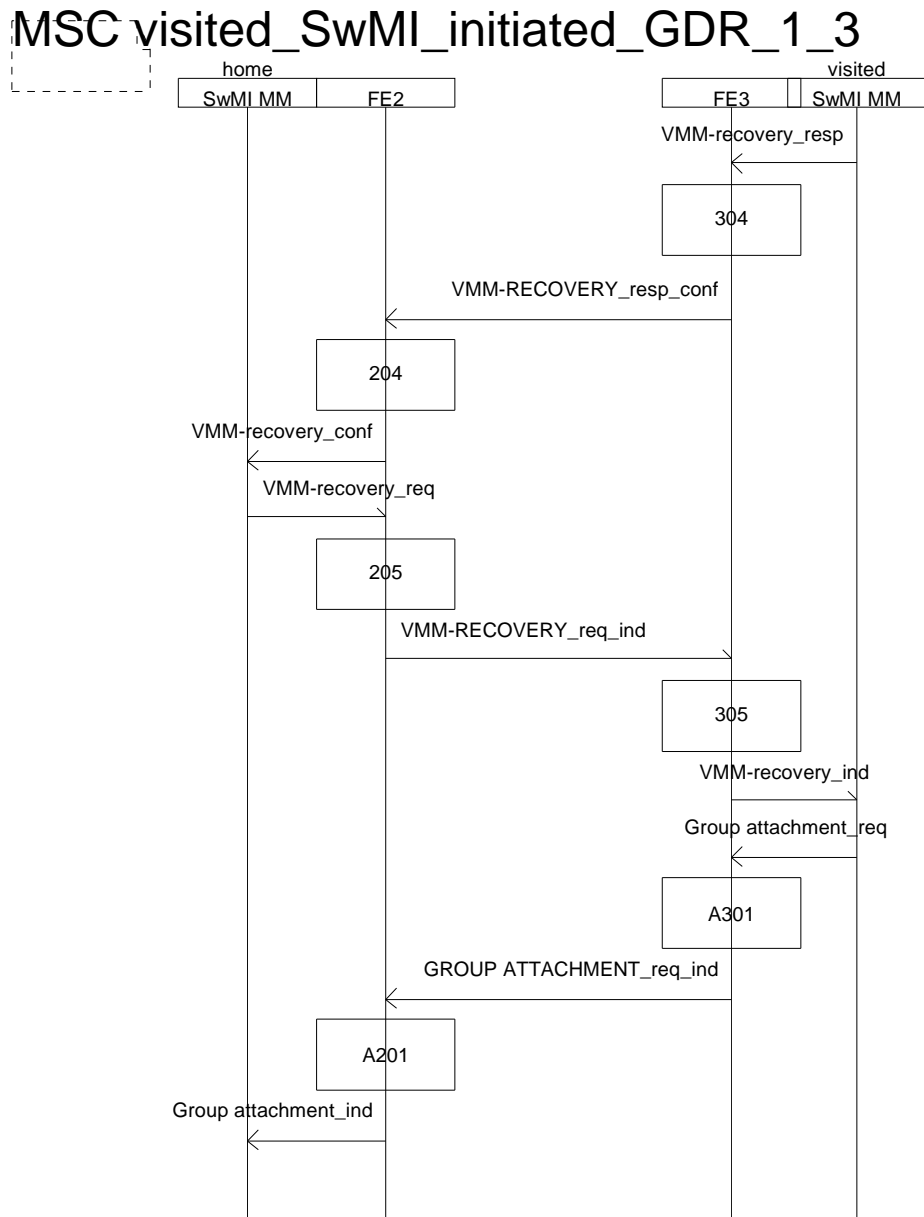 MSC visited_SwMI_initiated_GDR_1_3
home
visited
SwMI MM
FE2
FE3
SwMI MM
VMM-recovery_resp
304
VMM-RECOVERY_resp_conf
204
VMM-recovery_conf
VMM-recovery_req
205
VMM-RECOVERY_req_ind
305
VMM-recovery_ind
Group attachment_req
A301
GROUP ATTACHMENT_req_ind
A201
Group attachment_ind